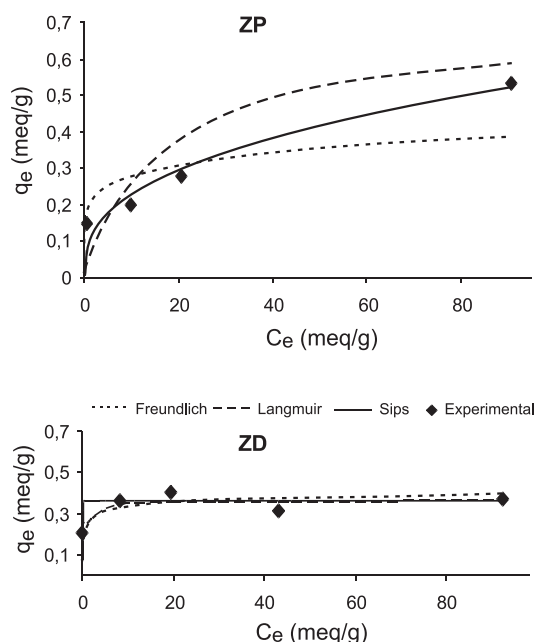 ZP
0,7
0,6
0,5
0,4
0,3
0,2
0,1
0
qe (meq/g)
0 20 40 60 80
Ce (meq/g)
Freundlich Langmuir Sips Experimental
ZD
0,7
0,5
0,3
0,1
qe (meq/g)
0 20 40 60 80
Ce (meq/g)